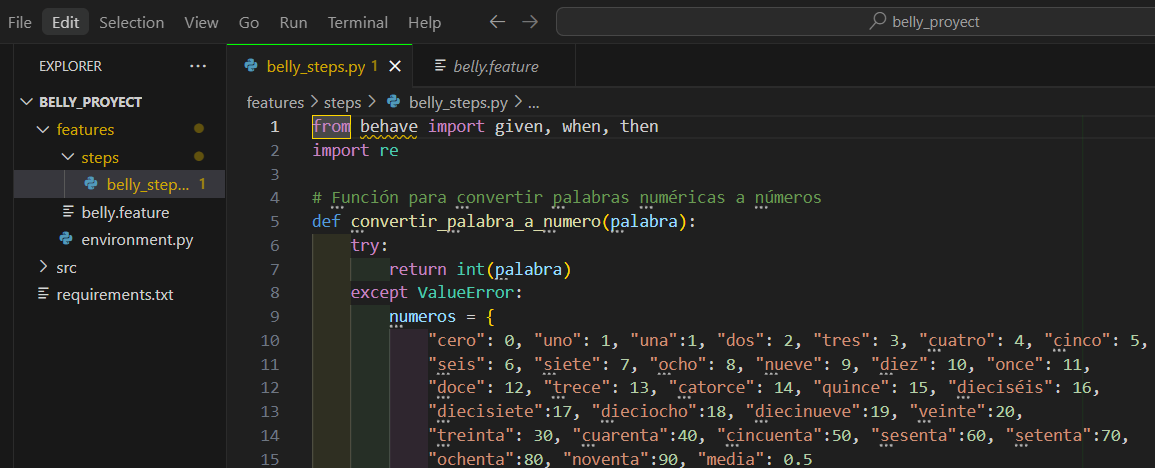 File Edit Selection View Go Run Terminal Help belly_proyect
EXPLORER
BELLY_PROYECT
features
steps
belly_step... 1
belly.feature
environment.py
src
requirements.txt
belly_steps.py 1 belly.feature
features > steps > belly_steps.py > ...
1 from behave import given, when, then
2 import re
3
4 # Función para convertir palabras numéricas a números
5 def convertir_palabra_a_numero(palabra):
6 try:
7 return int(palabra)
8 except ValueError:
9 numeros = {
10 "cero": 0, "uno": 1, "una":1, "dos": 2, "tres": 3, "cuatro": 4, "cinco": 5,
11 "seis": 6, "siete": 7, "ocho": 8, "nueve": 9, "diez": 10, "once": 11,
12 "doce": 12, "trece": 13, "catorce": 14, "quince": 15, "dieciséis": 16,
13 "diecisiete":17, "dieciocho":18, "diecinueve":19, "veinte":20,
14 "treinta": 30, "cuarenta":40, "cincuenta":50, "sesenta":60, "setenta":70,
15 "ochenta":80, "noventa":90, "media": 0.5